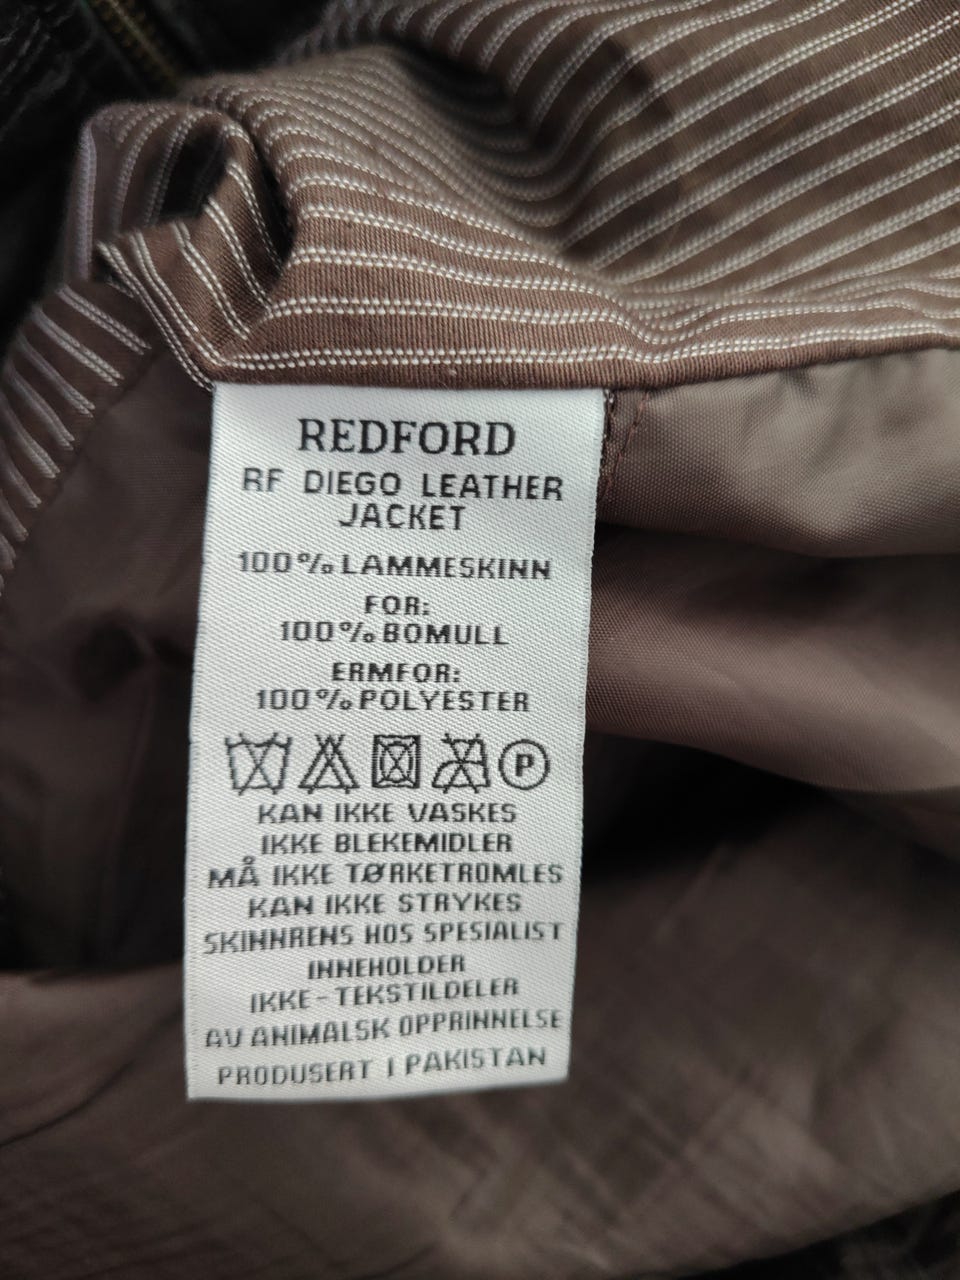 REDFORD
RF DIEGO LEATHER
JACKET
100% LAMMESKINN
FOR:
100% BOMULL
ERMFOR:
100% POLYESTER
P
KAN IKKE VASKES
IKKE BLEKEMIDLER
MÅ IKKE TØRKETROMLES
KAN IKKE STRYKES
SKINNRENS HOS SPESIALIST
INNEHOLDER
IKKE-TEKSTILDELER
AV ANIMALSK OPPRINNELSE
PRODUSERT I PAKISTAN